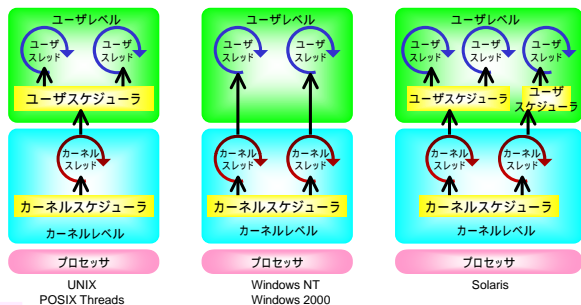 ユーザレベル
ユーザ
スレッド
ユーザ
スレッド
ユーザスケジューラ
カーネル
スレッド
カーネルスケジューラ
カーネルレベル
プロセッサ
UNIX
POSIX Threads
ユーザレベル
ユーザ
スレッド
ユーザ
スレッド
カーネル
スレッド
カーネル
スレッド
カーネルスケジューラ
カーネルレベル
プロセッサ
Windows NT
Windows 2000
ユーザレベル
ユーザ
スレッド
ユーザ
スレッド
ユーザ
スレッド
ユーザスケジューラ
ユーザ
スケジューラ
カーネル
スレッド
カーネル
スレッド
カーネルスケジューラ
カーネルレベル
プロセッサ
Solaris